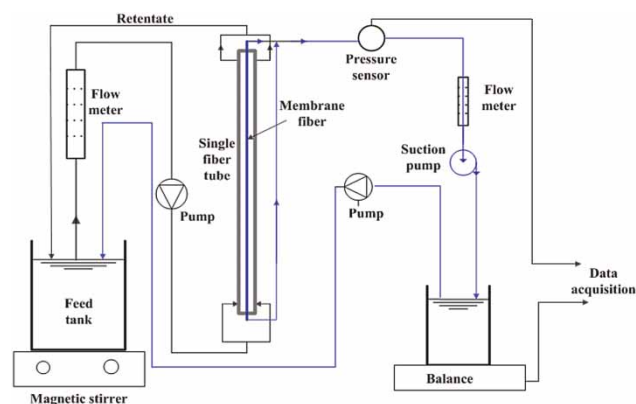 Retentate
Flow
meter
Pressure
sensor
Membrane
fiber
Flow
meter
Single
fiber
tube
Suction
pump
Pump
Pump
Data
acquisition
Feed
tank
Balance
Magnetic stirrer